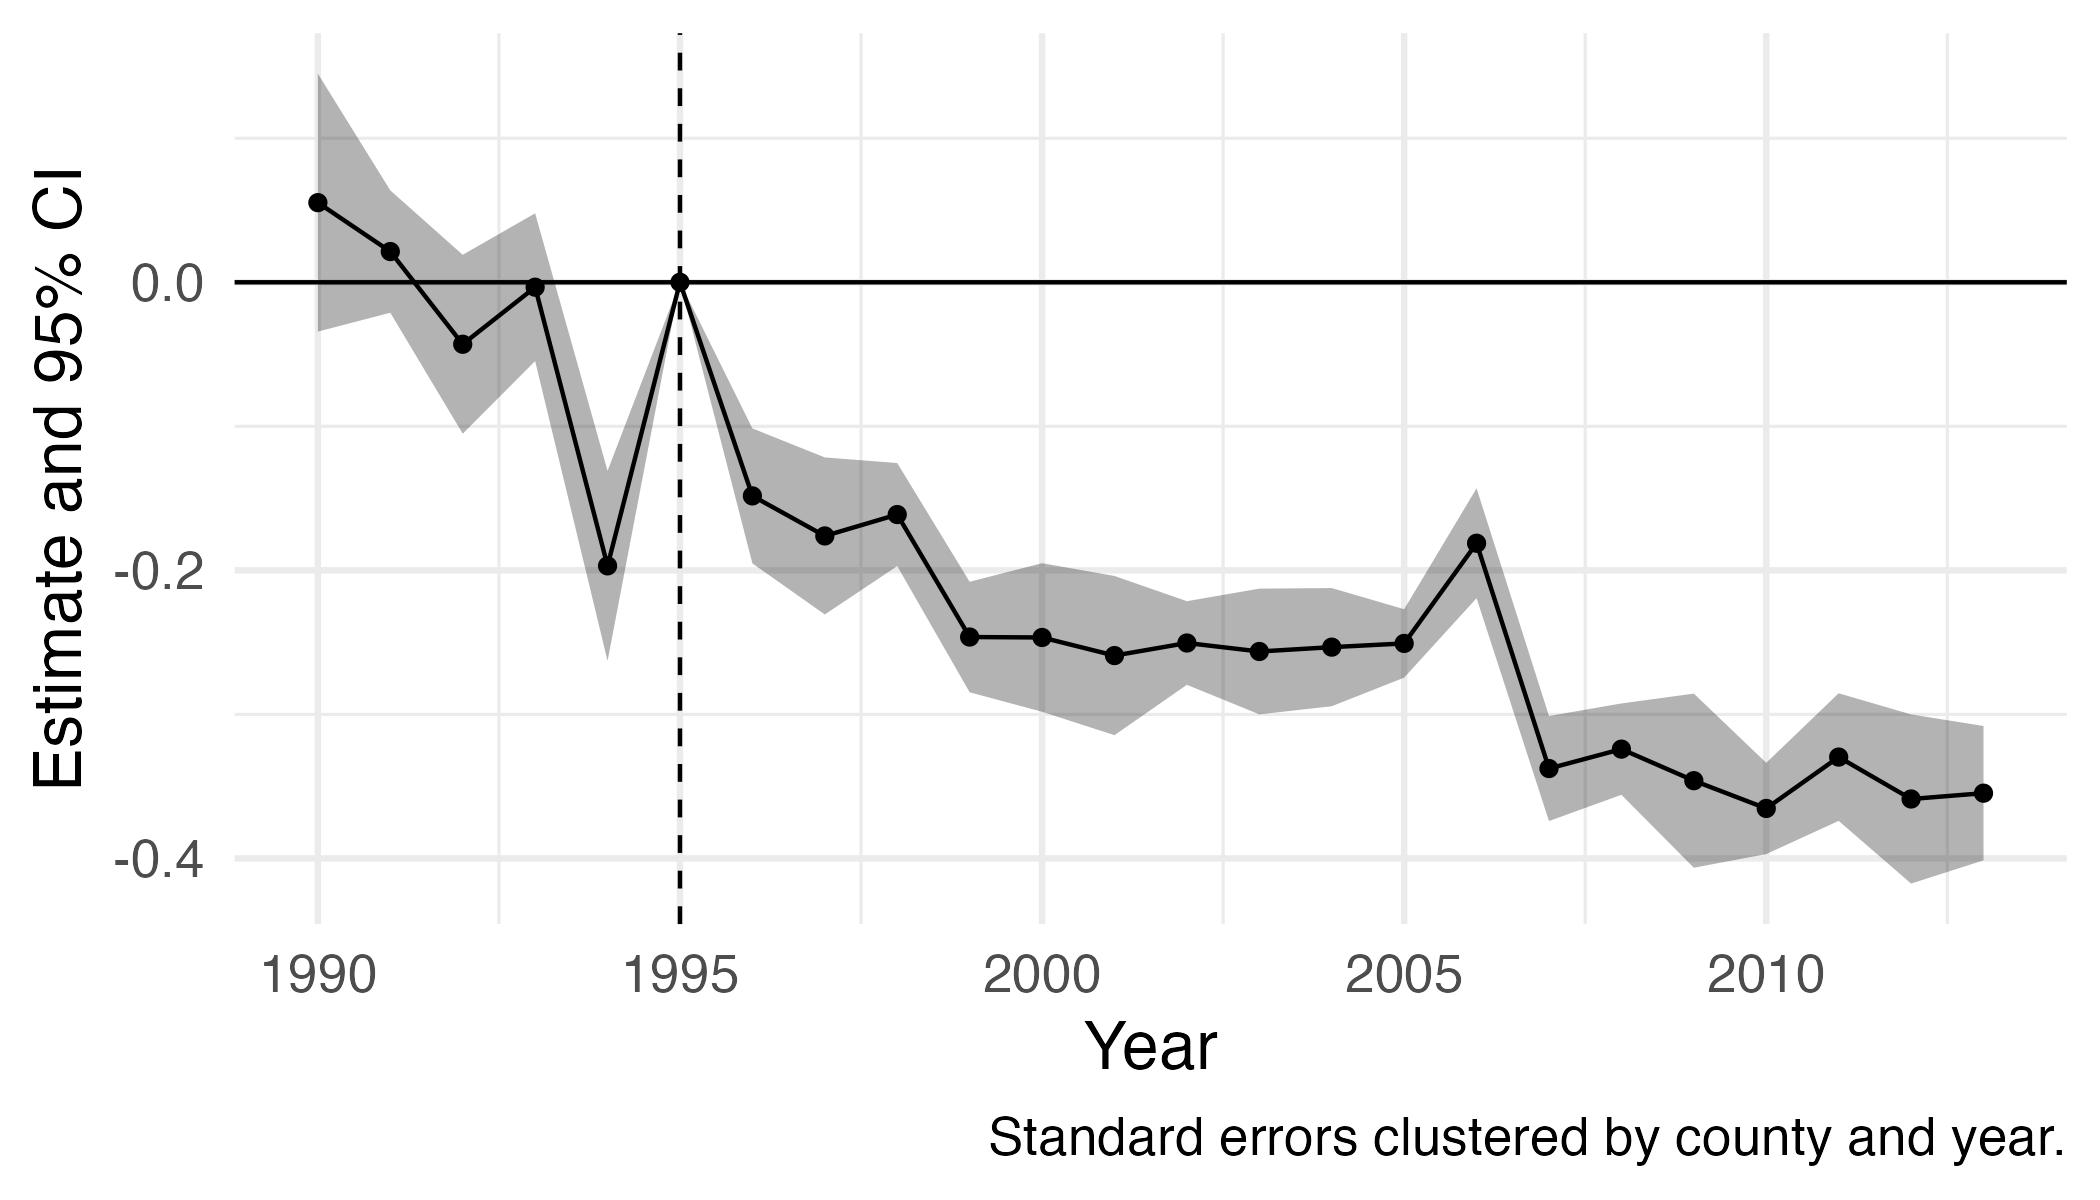 Estimate and 95% CI
0.0
-0.2
-0.4
1990 1995 2000 2005 2010
Year
Standard errors clustered by county and year.